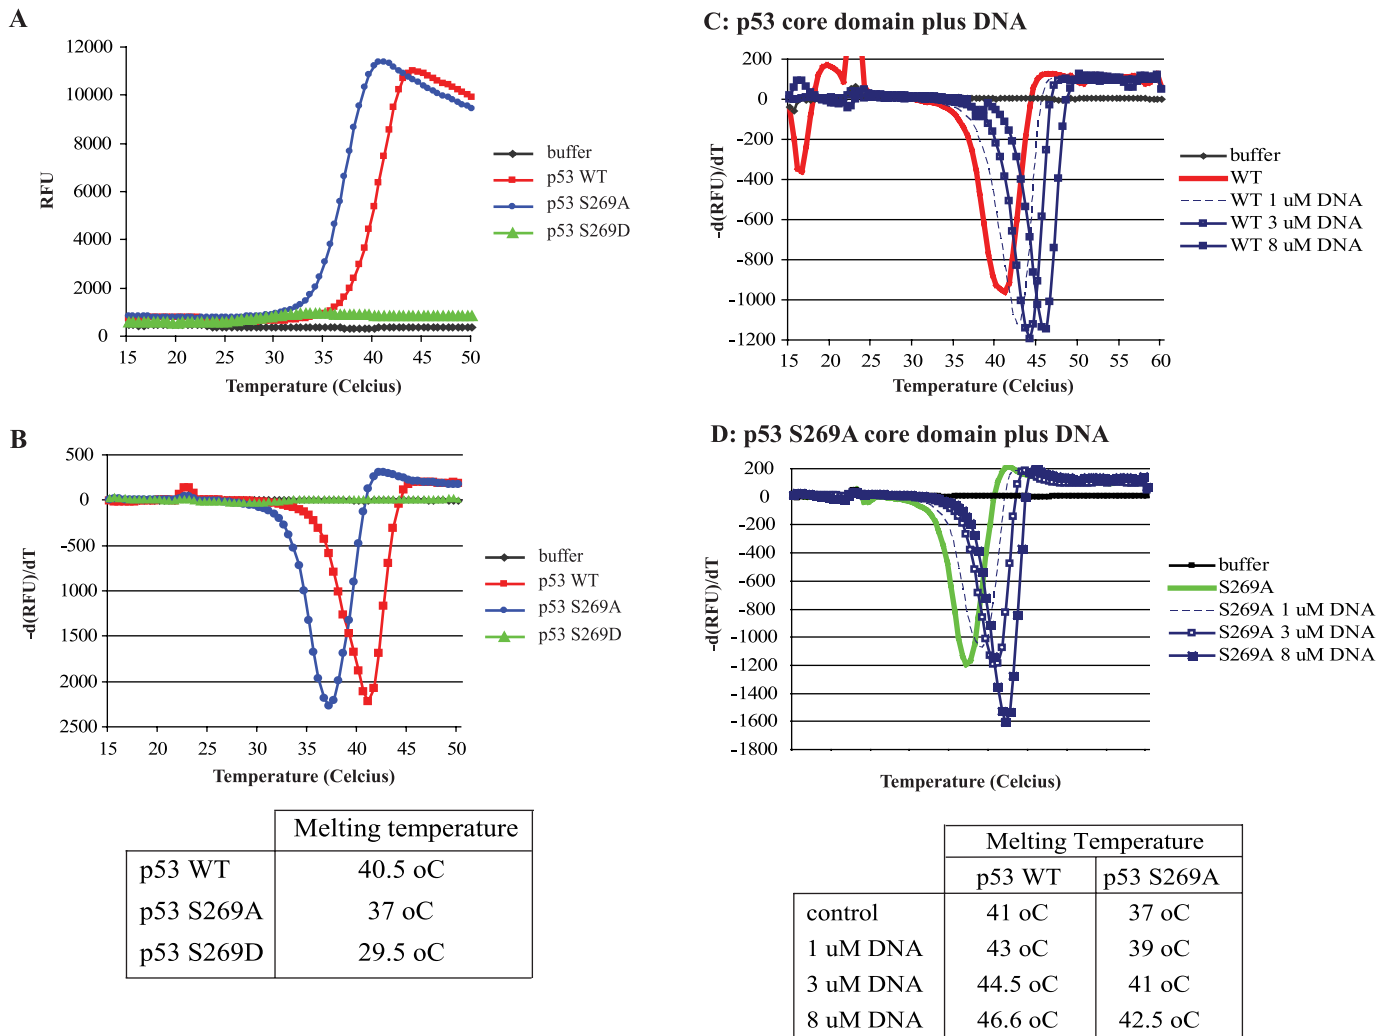 A
12000
10000
8000
6000
4000
2000
0
RFU
15 20 25 30 35 40 45 50
Temperature (Celcius)
buffer
p53 WT
p53 S269A
p53 S269D
B
500
0
-500
1000
1500
2000
2500
-d(RFU)/dT
15 20 25 30 35 40 45 50
Temperature (Celcius)
buffer
p53 WT
p53 S269A
p53 S269D
Melting temperature
p53 WT 40.5 oC
p53 S269A 37 oC
p53 S269D 29.5 oC
C: p53 core domain plus DNA
200
0
-200
-400
-600
-800
-1000
-1200
-d(RFU)/dT
15 20 25 30 35 40 45 50 55 60
Temperature (Celcius)
buffer
WT
WT 1 uM DNA
WT 3 uM DNA
WT 8 uM DNA
D: p53 S269A core domain plus DNA
200
0
-200
-400
-600
-800
-1000
-1200
-1400
-1600
-1800
-d(RFU)/dT
Temperature (Celcius)
buffer
S269A
S269A 1 uM DNA
S269A 3 uM DNA
S269A 8 uM DNA
Melting Temperature
p53 WT p53 S269A
control 41 oC 37 oC
1 uM DNA 43 oC 39 oC
3 uM DNA 44.5 oC 41 oC
8 uM DNA 46.6 oC 42.5 oC